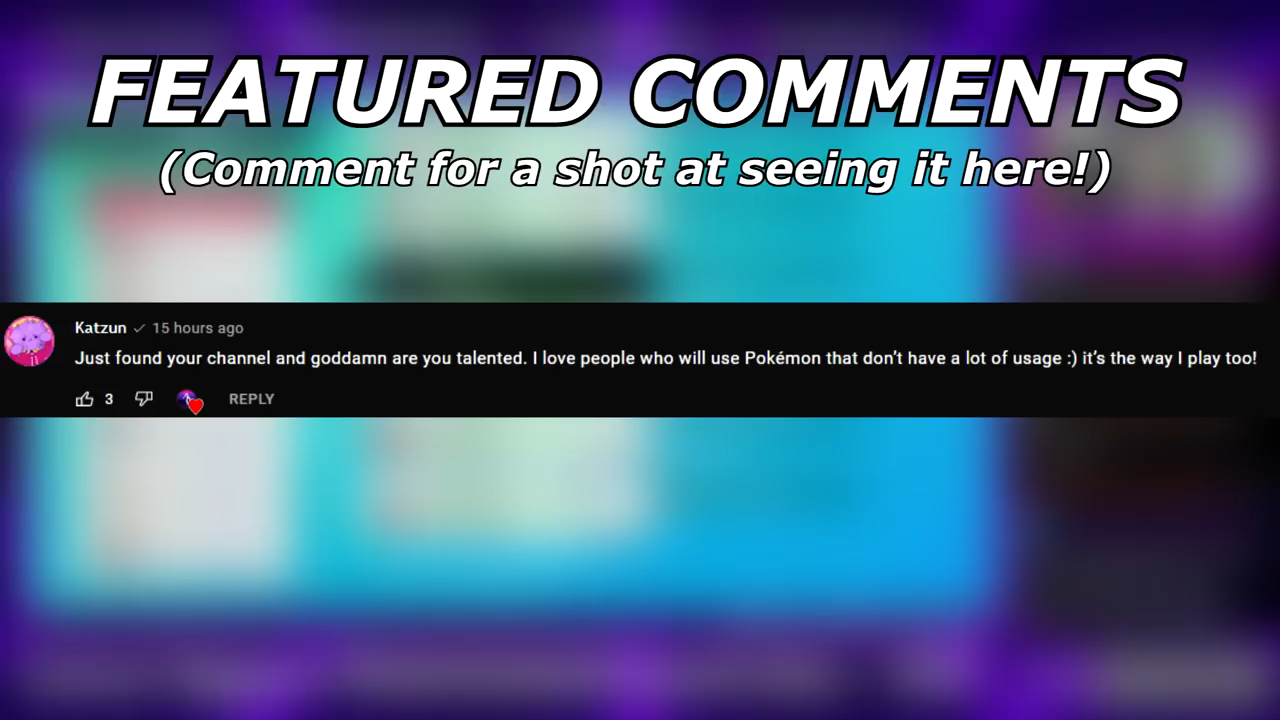 FEATURED COMMENTS
(Comment for a shot at seeing it here!)
Katzun ✓ 15 hours ago
Just found your channel and goddamn are you talented. I love people who will use Pokémon that don’t have a lot of usage :) it’s the way I play too!
3 REPLY